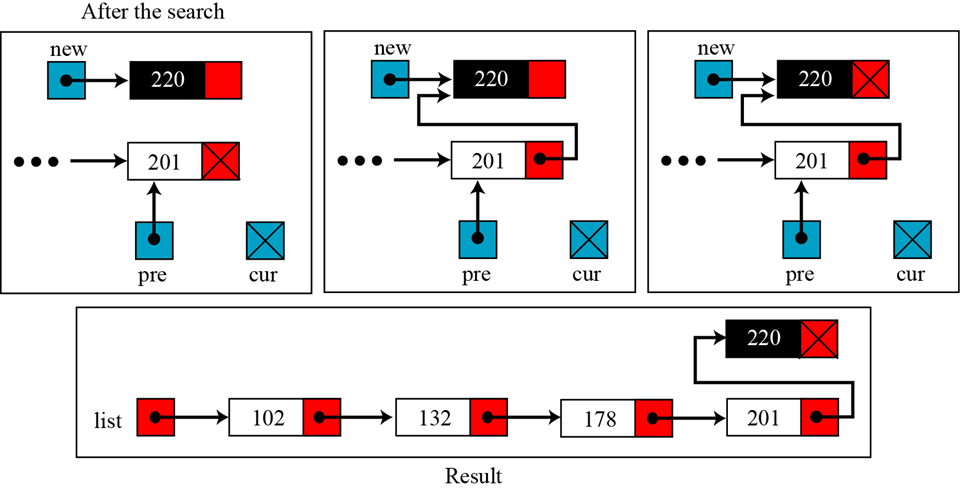 After the search
new
220
201
pre cur
new
220
201
pre cur
new
220
201
pre cur
220
list 102 132 178 201
Result